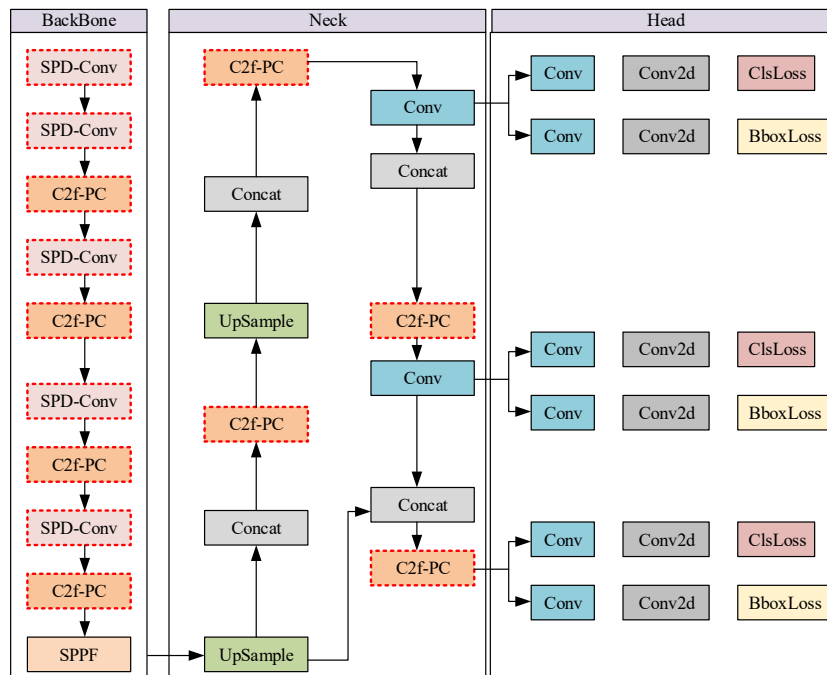 BackBone
SPD-Conv
SPD-Conv
C2f-PC
SPD-Conv
C2f-PC
SPD-Conv
C2f-PC
SPD-Conv
C2f-PC
SPPF
Neck
C2f-PC
Concat
UpSample
C2f-PC
Concat
UpSample
Conv
Concat
C2f-PC
Conv
Concat
C2f-PC
Head
Conv Conv2d ClsLoss
Conv Conv2d BboxLoss
Conv Conv2d ClsLoss
Conv Conv2d BboxLoss
Conv Conv2d ClsLoss
Conv Conv2d BboxLoss